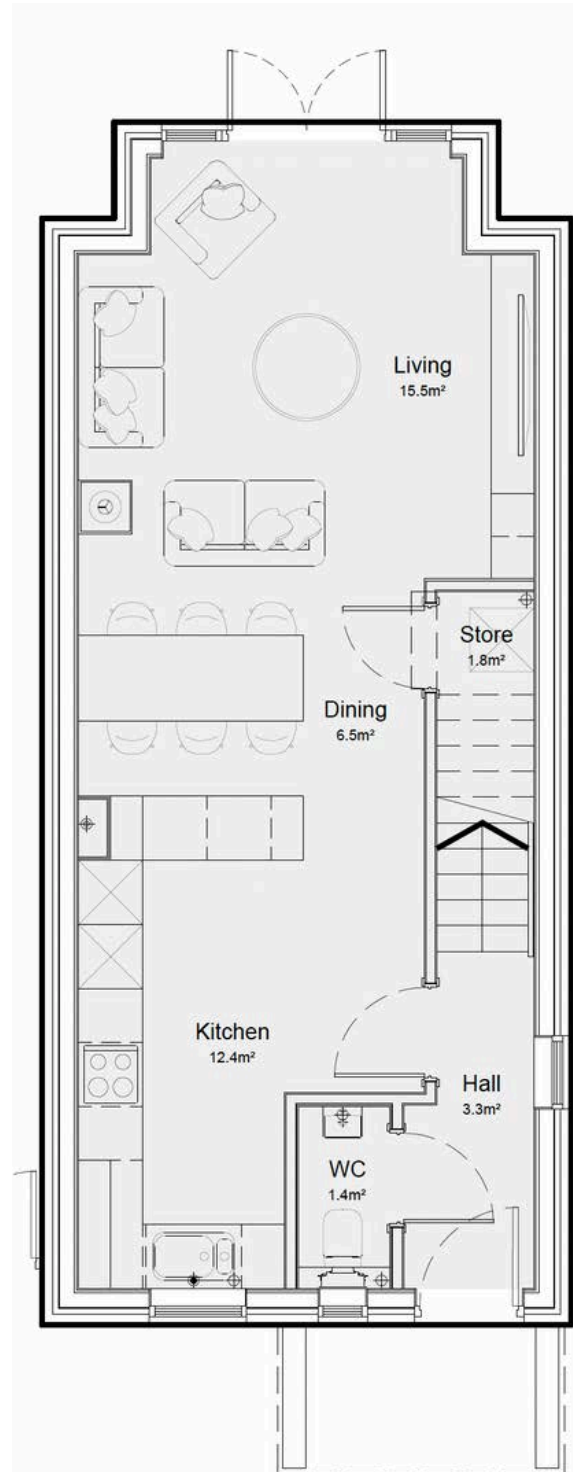 Living
15.5m²
Store
1.8m²
Dining
6.5m²
Kitchen
12.4m²
Hall
3.3m²
WC
1.4m²